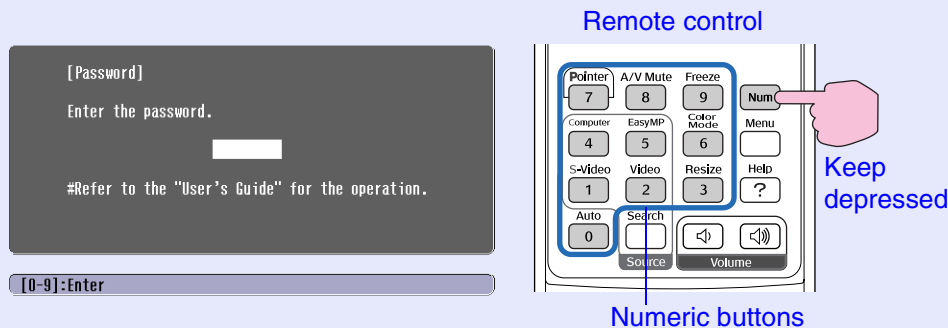 [Password]
Enter the password.
#Refer to the "User's Guide" for the operation.
[0-9]:Enter
Remote control
Pointer A/V Mute Freeze
7 8 9 Num
Computer EasyMP Color Mode Menu
4 5 6
S-Video Video Resize Help
1 2 3 ?
Auto Search
0
Source Volume
Keep
depressed
Numeric buttons